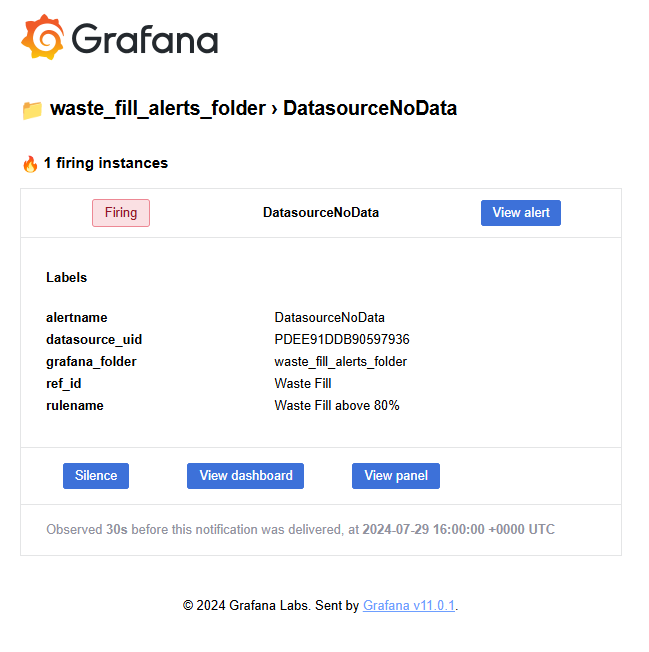 Grafana
waste_fill_alerts_folder › DatasourceNoData
1 firing instances
Firing DatasourceNoData View alert
Labels
alertname DatasourceNoData
datasource_uid PDEE91DDB90597936
grafana_folder waste_fill_alerts_folder
ref_id Waste Fill
rulename Waste Fill above 80%
Silence View dashboard View panel
Observed 30s before this notification was delivered, at 2024-07-29 16:00:00 +0000 UTC
© 2024 Grafana Labs. Sent by Grafana v11.0.1.